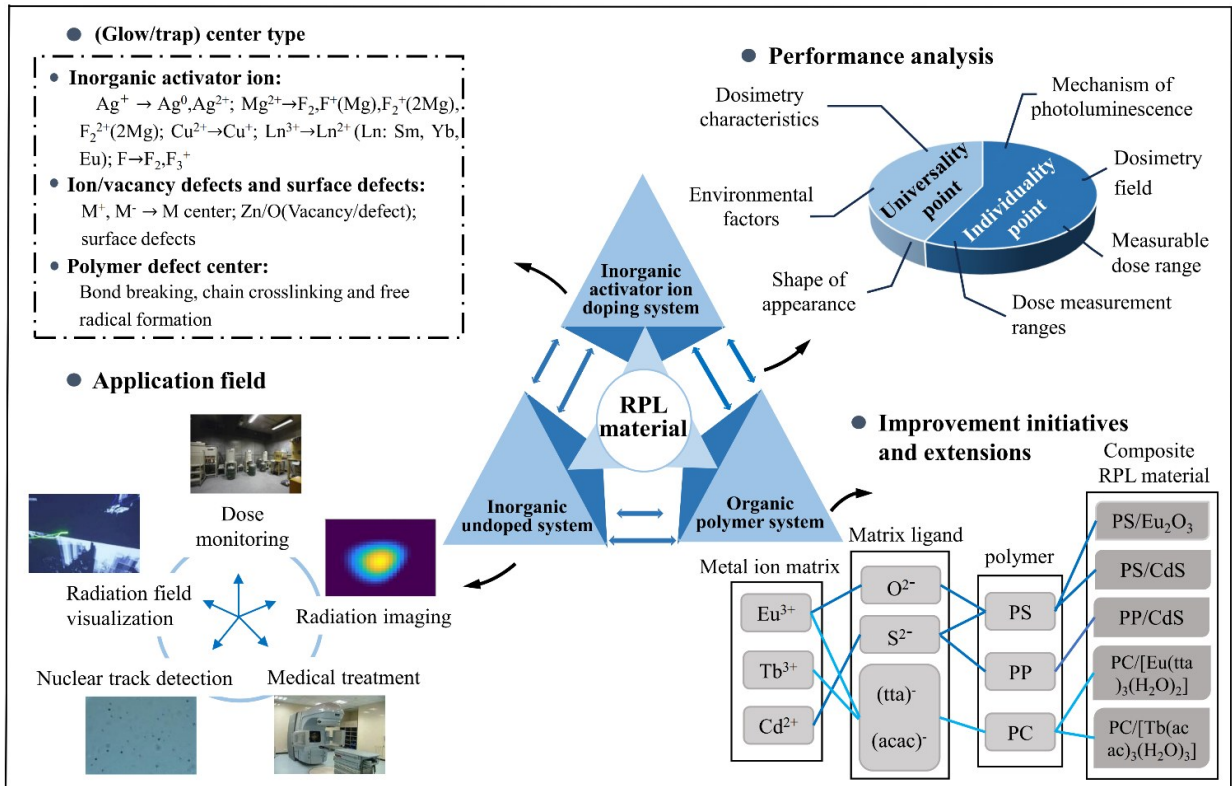 (Glow/trap) center type
Inorganic activator ion:
Ag⁺ → Ag⁰,Ag²⁺; Mg²⁺→F₂,F⁺(Mg),F₂⁺(2Mg),
F₂²⁺(2Mg); Cu²⁺→Cu⁺; Ln³⁺→Ln²⁺ (Ln: Sm, Yb,
Eu); F→F₂,F₃⁺
Ion/vacancy defects and surface defects:
M⁺, M⁻ → M center; Zn/O(Vacancy/defect);
surface defects
Polymer defect center:
Bond breaking, chain crosslinking and free
radical formation
Performance analysis
Dosimetry
characteristics
Mechanism of
photoluminescence
Environmental
factors
Universality
point
Individuality
point
Dosimetry
field
Measurable
dose range
Shape of
appearance
Dose measurement
ranges
Inorganic
activator ion
doping system
RPL
material
Inorganic
undoped system
Organic
polymer system
Application field
Dose
monitoring
Radiation field
visualization
Radiation imaging
Nuclear track detection
Medical treatment
Improvement initiatives
and extensions
Metal ion matrix
Eu³⁺
Tb³⁺
Cd²⁺
Matrix ligand
O²⁻
S²⁻
(tta)⁻
(acac)⁻
polymer
PS
PP
PC
Composite
RPL material
PS/Eu₂O₃
PS/CdS
PP/CdS
PC/[Eu(tta
)₃(H₂O)₂]
PC/[Tb(ac
ac)₃(H₂O)₃]